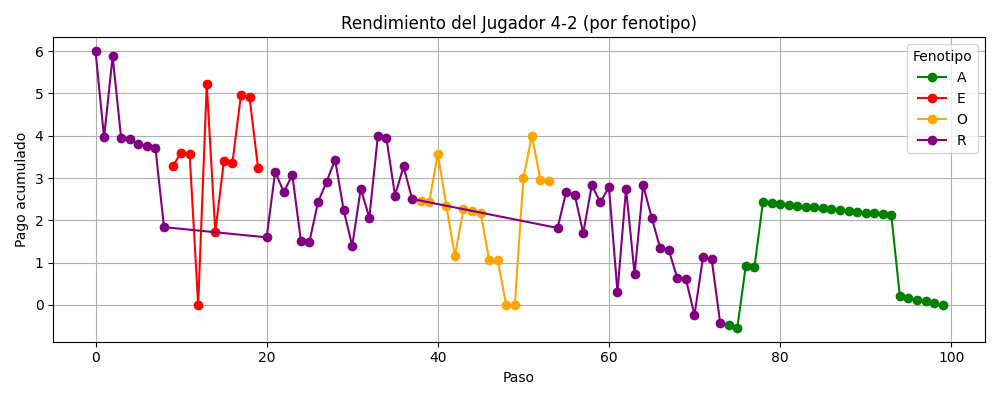 Rendimiento del Jugador 4-2 (por fenotipo)
Pago acumulado
6
5
4
3
2
1
0
0 20 40 60 80 100
Paso
Fenotipo
A
E
O
R